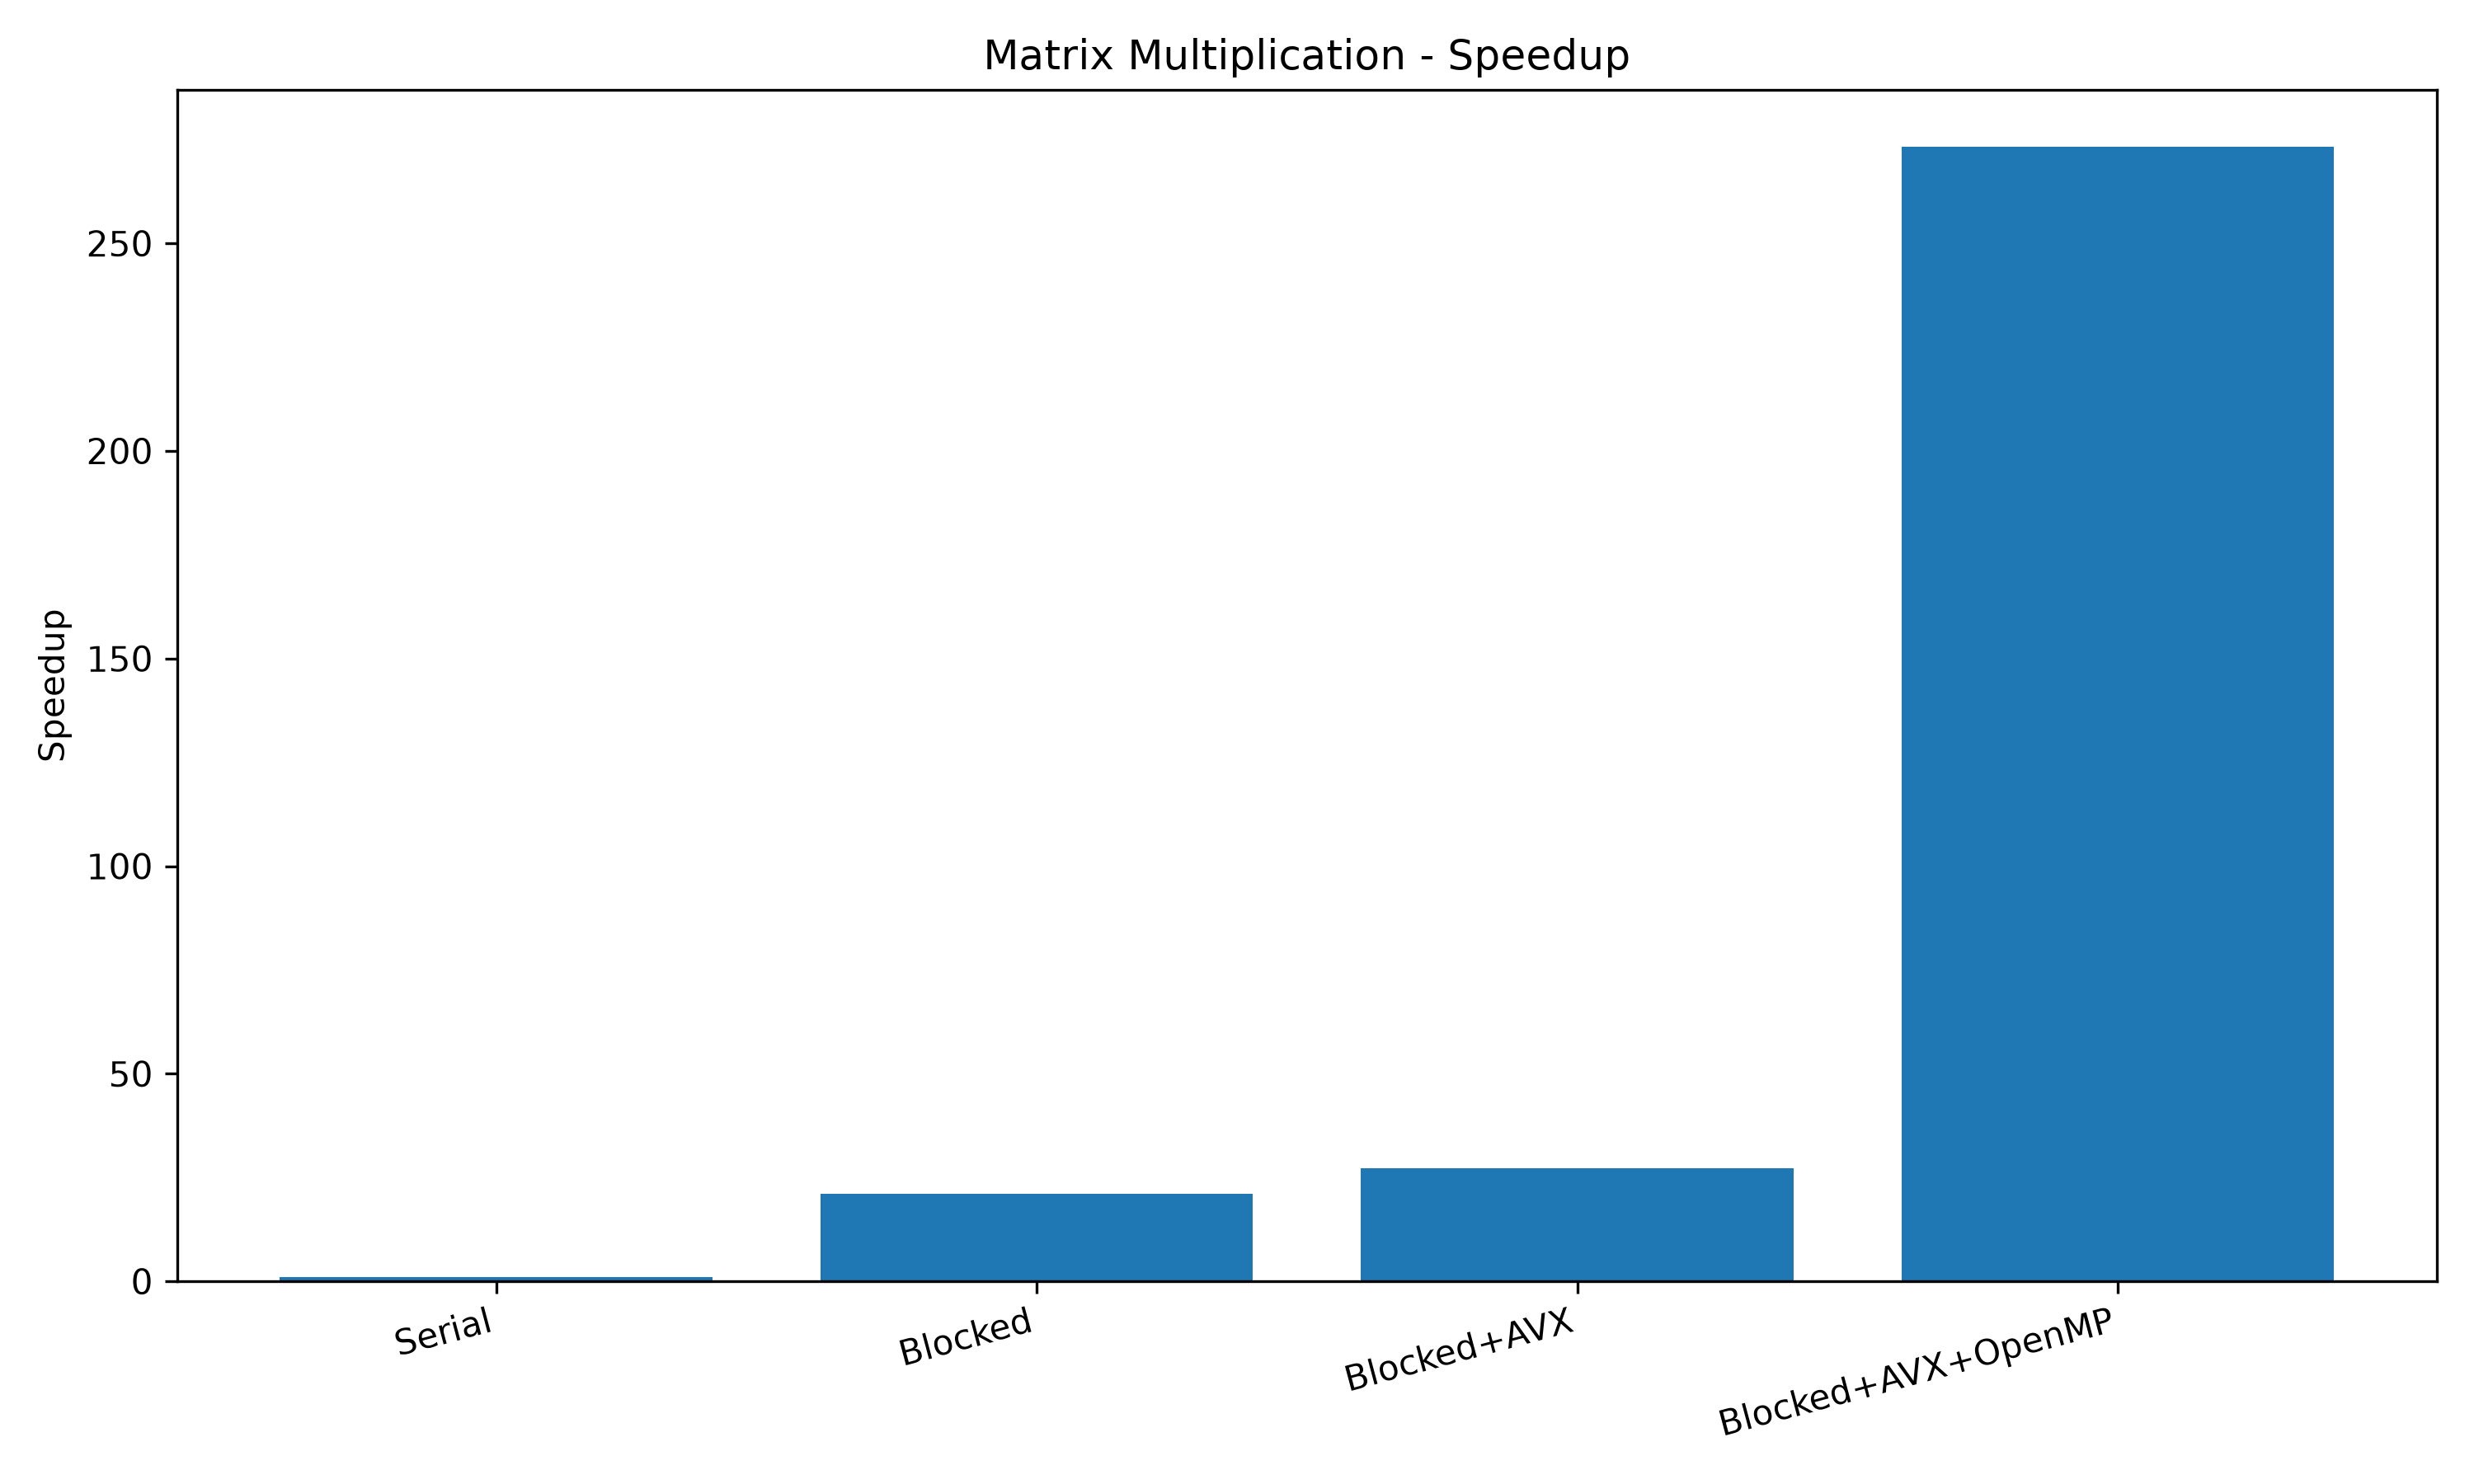 Matrix Multiplication - Speedup
Speedup
250
200
150
100
50
0
Serial
Blocked
Blocked+AVX
Blocked+AVX+OpenMP